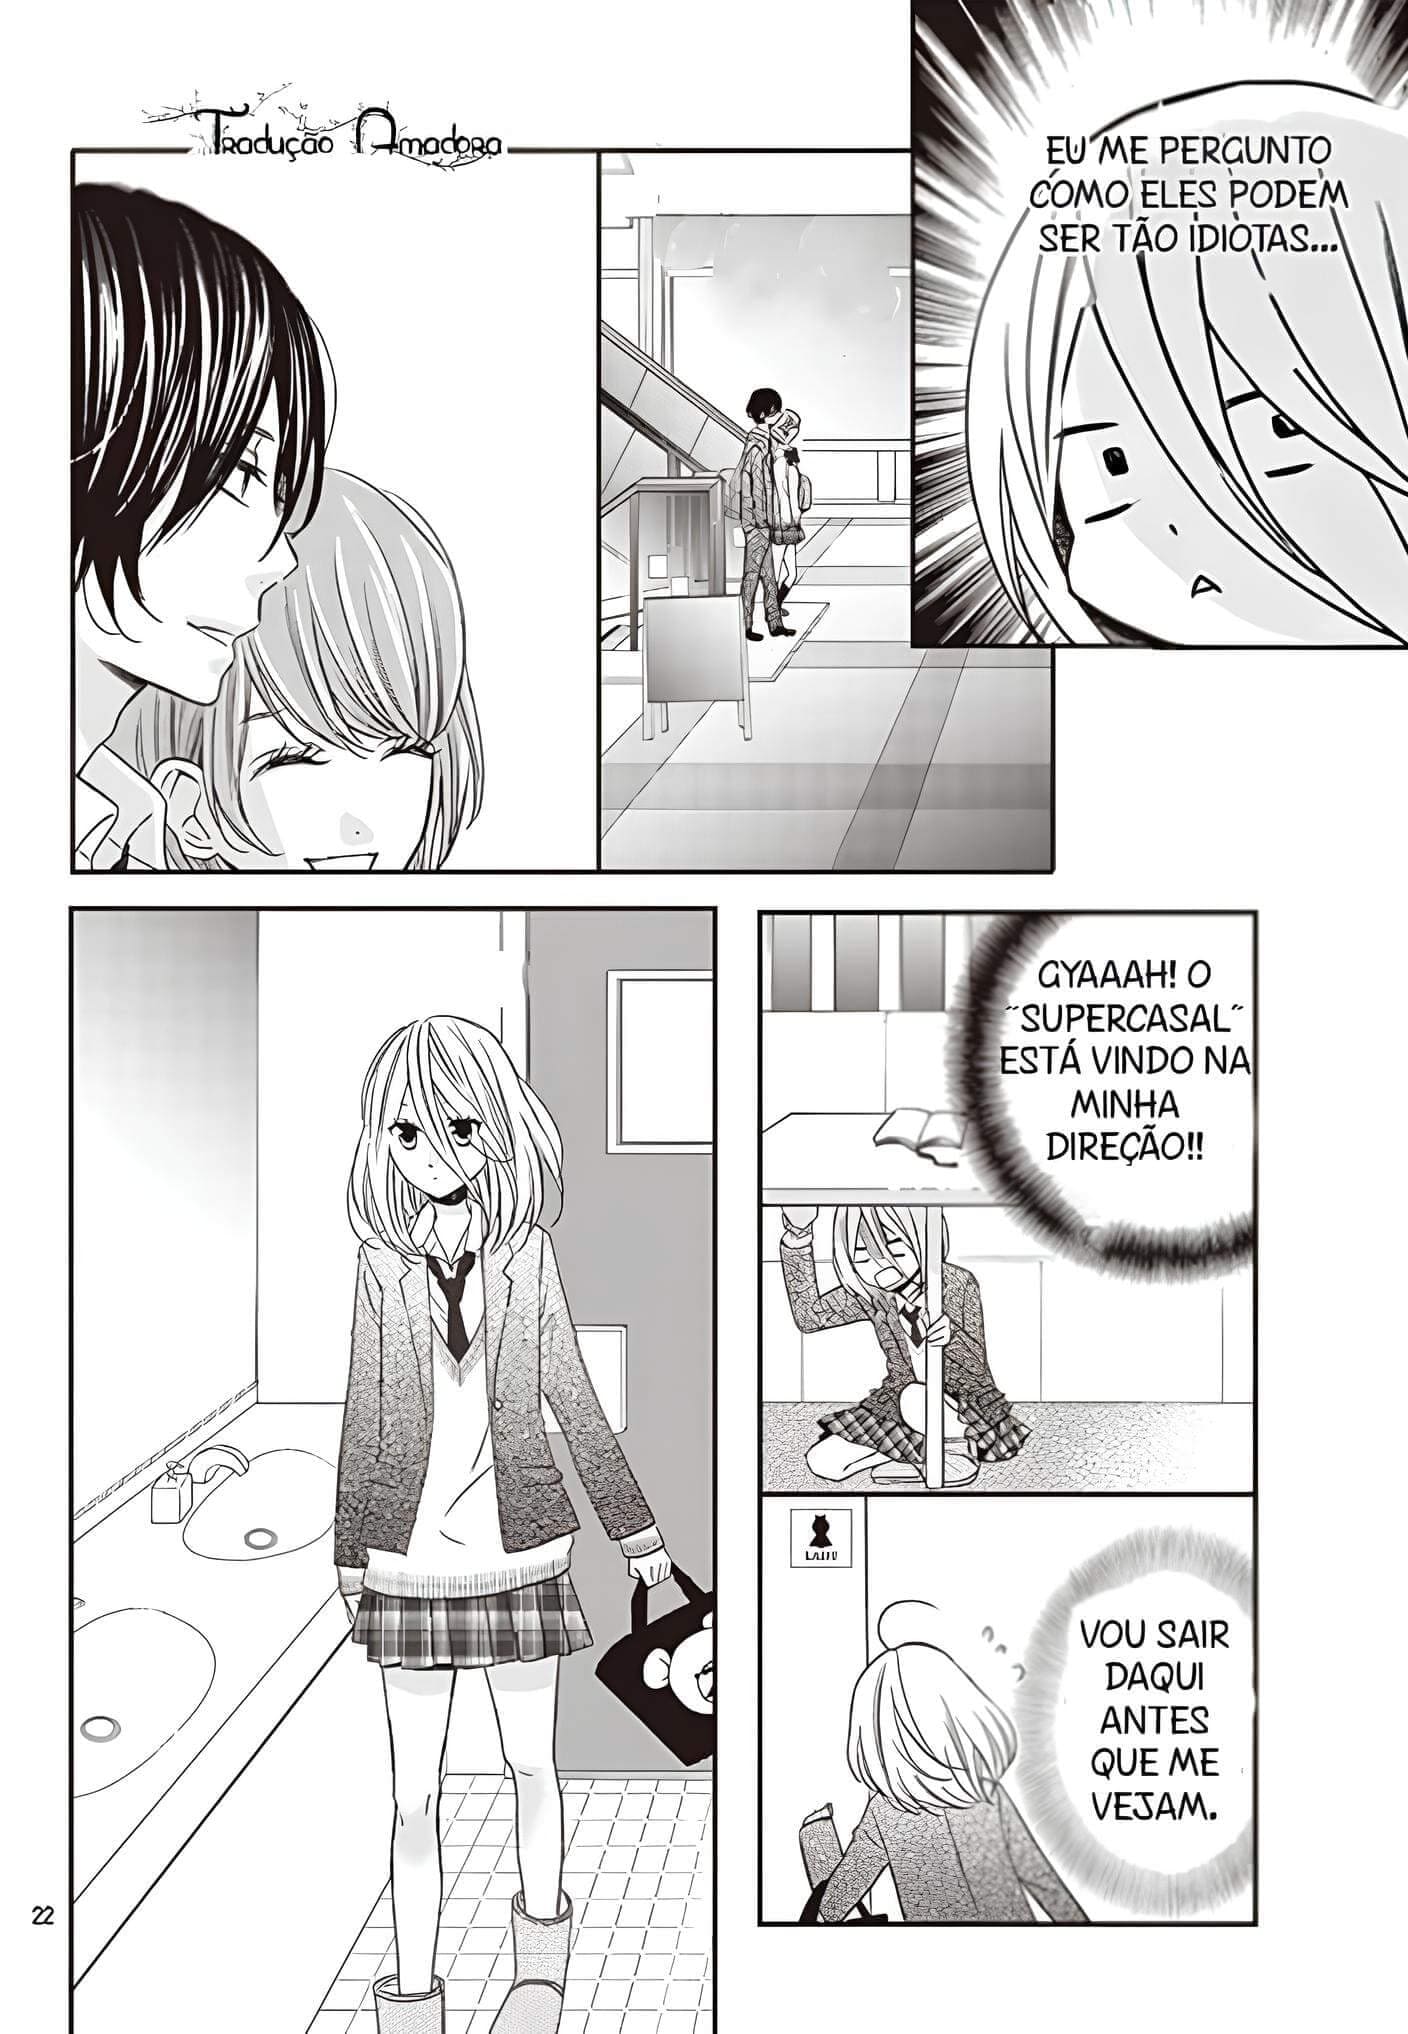 Tradução Amadora
EU ME PERGUNTO
COMO ELES PODEM
SER TÃO IDIOTAS...
GYAAAH! O
"SUPERCASAL"
ESTÁ VINDO NA
MINHA
DIREÇÃO!!
VOU SAIR
DAQUI
ANTES
QUE ME
VEJAM.
22